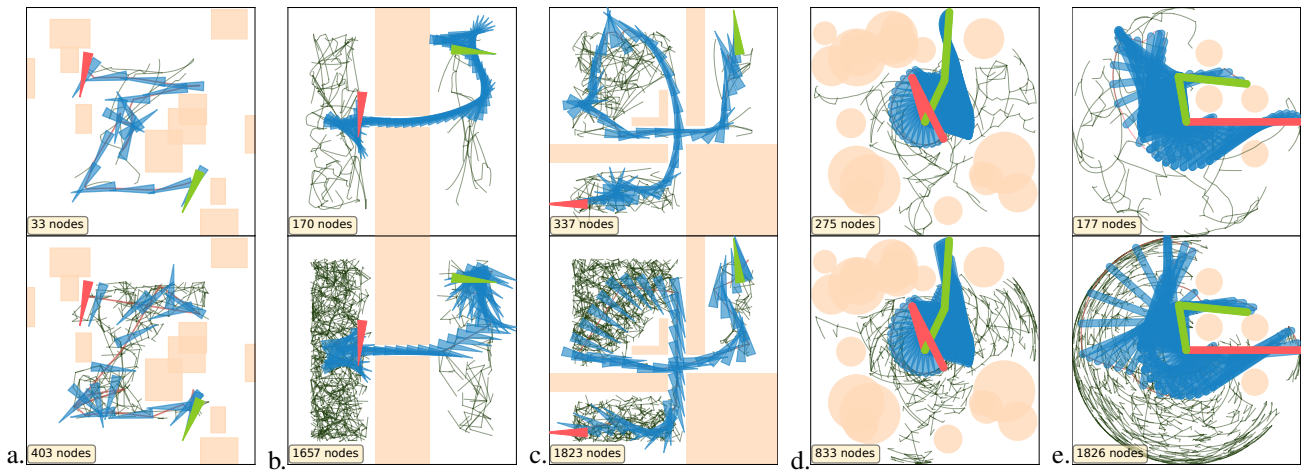 33 nodes
170 nodes
337 nodes
275 nodes
177 nodes
a.
403 nodes
b.
1657 nodes
c.
1823 nodes
d.
833 nodes
e.
1826 nodes